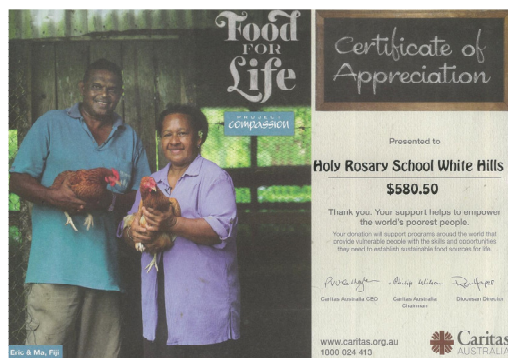 Food
FOR
Life
PROJECT
compassion
Certificate of
Appreciation
Presented to
Holy Rosary School White Hills
$580.50
Thank you. Your support helps to empower
the world's poorest people.
Your donation will support programs around the world that
provide vulnerable people with the skills and opportunities
they need to establish sustainable food sources for life.
Caritas Australia CEO
Caritas Australia
Chairman
Diocesan Director
Eric & Ma, Fiji
www.caritas.org.au
1800 024 413
Caritas
AUSTRALIA